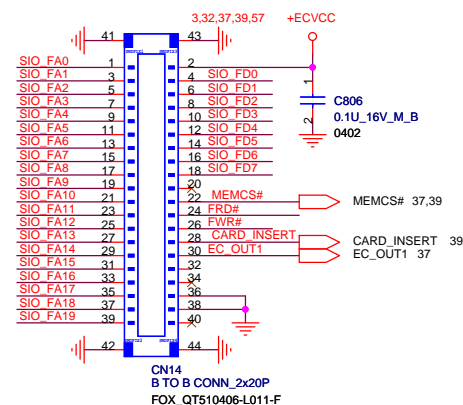 3,32,37,39,57 +ECVCC
41 43
SIO_FA0 1 2
SIO_FA1 3 4 SIO_FD0
SIO_FA2 5 6 SIO_FD1
SIO_FA3 7 8 SIO_FD2
SIO_FA4 9 10 SIO_FD3
SIO_FA5 11 12 SIO_FD4
SIO_FA6 13 14 SIO_FD5
SIO_FA7 15 16 SIO_FD6
SIO_FA8 17 18 SIO_FD7
SIO_FA9 19 20
SIO_FA10 21 22 MEMCS# MEMCS# 37,39
SIO_FA11 23 24 FRD#
SIO_FA12 25 26 FWR#
SIO_FA13 27 28 CARD_INSERT CARD_INSERT 39
SIO_FA14 29 30 EC_OUT1 EC_OUT1 37
SIO_FA15 31 32
SIO_FA16 33 34
SIO_FA17 35 36
SIO_FA18 37 38
SIO_FA19 39 40
42 44
1
C806
0.1U_16V_M_B
2
0402
CN14
B TO B CONN_2x20P
FOX_QT510406-L011-F